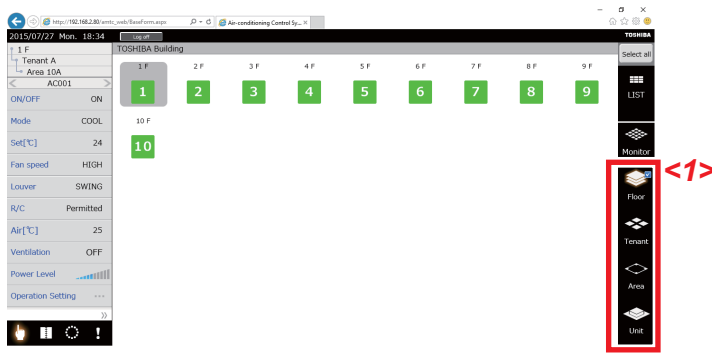 http://192.168.2.80/amtc_web/BaseForm.aspx
Air-conditioning Control Sy...
2015/07/27 Mon. 18:34
Log off
TOSHIBA
1 F
Tenant A
Area 10A
TOSHIBA Building
Select all
< AC001 >
ON/OFF ON
Mode COOL
Set[℃] 24
Fan speed HIGH
Louver SWING
R/C Permitted
Air[℃] 25
Ventilation OFF
Power Level
Operation Setting ...
>>
1 F 2 F 3 F 4 F 5 F 6 F 7 F 8 F 9 F
1 2 3 4 5 6 7 8 9
10 F
10
LIST
Monitor
Floor
Tenant
Area
Unit
<1>